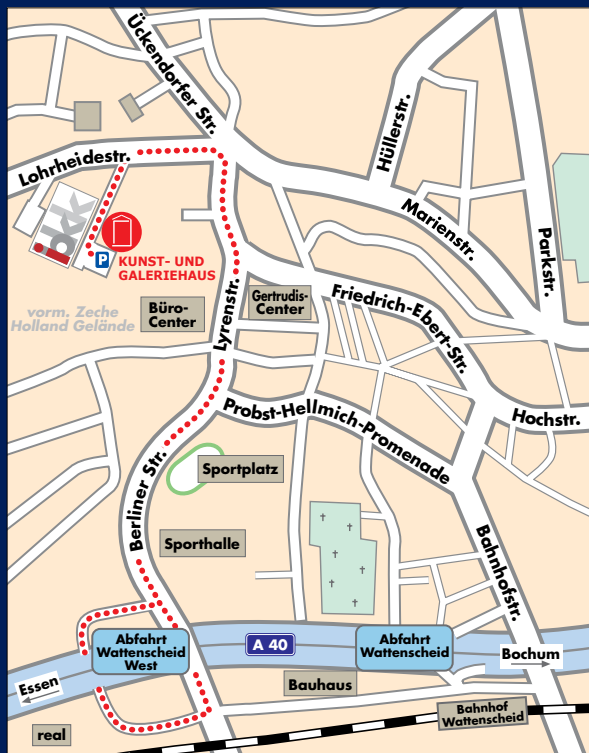 Ückendorfer Str.
Hüllerstr.
Lohrheidestr.
Marienstr.
Parkstr.
ibkk
P
KUNST- UND
GALERIEHAUS
vorm. Zeche
Holland Gelände
Büro-
Center
Lyrenstr.
Gertrudis-
Center
Friedrich-Ebert-Str.
Probst-Hellmich-Promenade
Hochstr.
Berliner Str.
Sportplatz
Sporthalle
Bahnhofstr.
Abfahrt
Wattenscheid
West
A 40
Abfahrt
Wattenscheid
Bochum
Essen
Bauhaus
Bahnhof
Wattenscheid
real